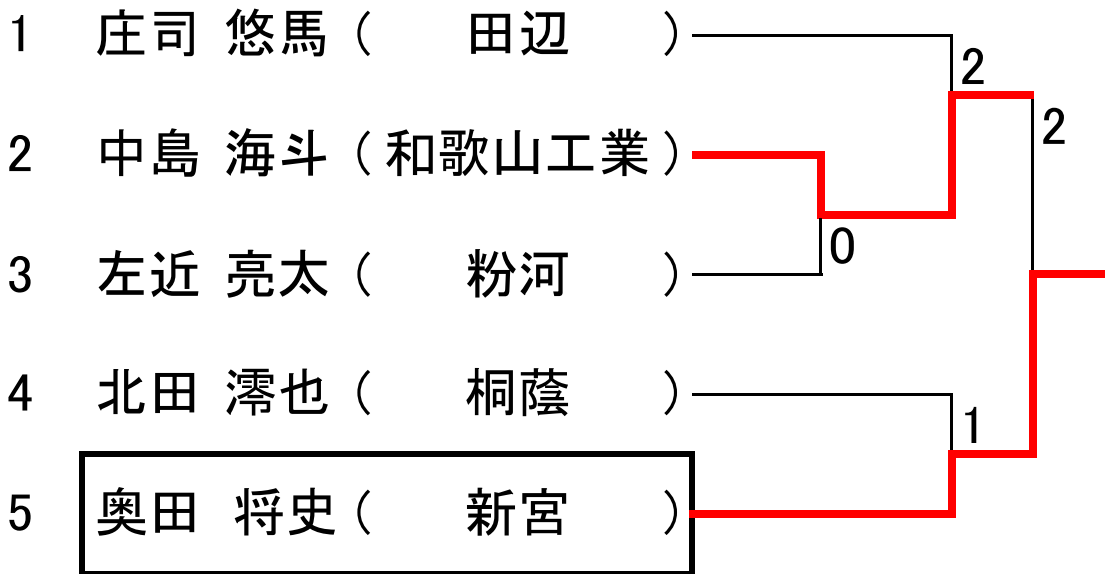 1 庄司 悠馬 ( 田辺 )
2
2
2 中島 海斗 ( 和歌山工業 )
0
3 左近 亮太 ( 粉河 )
4 北田 澪也 ( 桐蔭 )
1
5 奥田 将史 ( 新宮 )